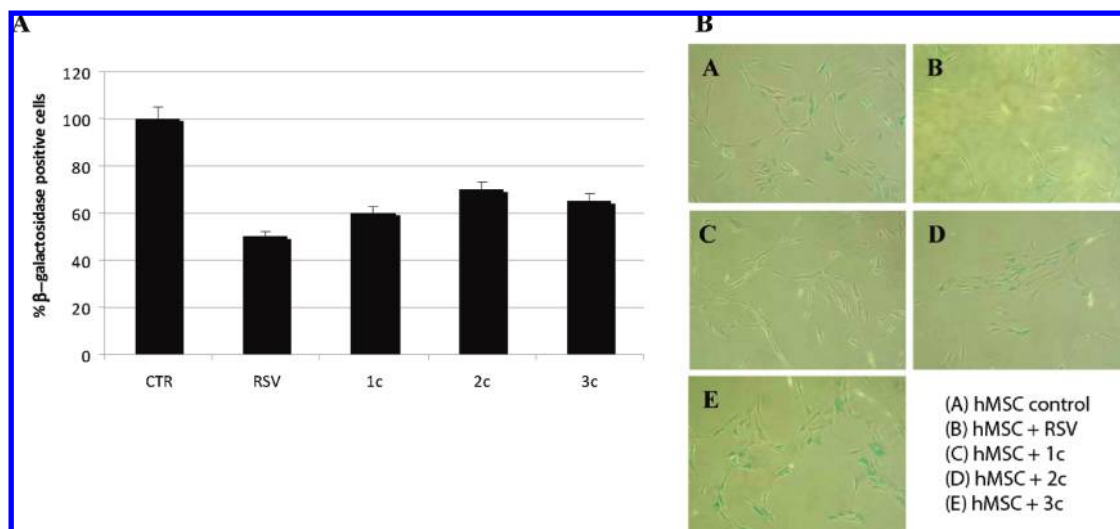 A
120
100
80
60
40
20
0
% β–galactosidase positive cells
CTR RSV 1c 2c 3c
B
A
B
C
D
E
(A) hMSC control
(B) hMSC + RSV
(C) hMSC + 1c
(D) hMSC + 2c
(E) hMSC + 3c